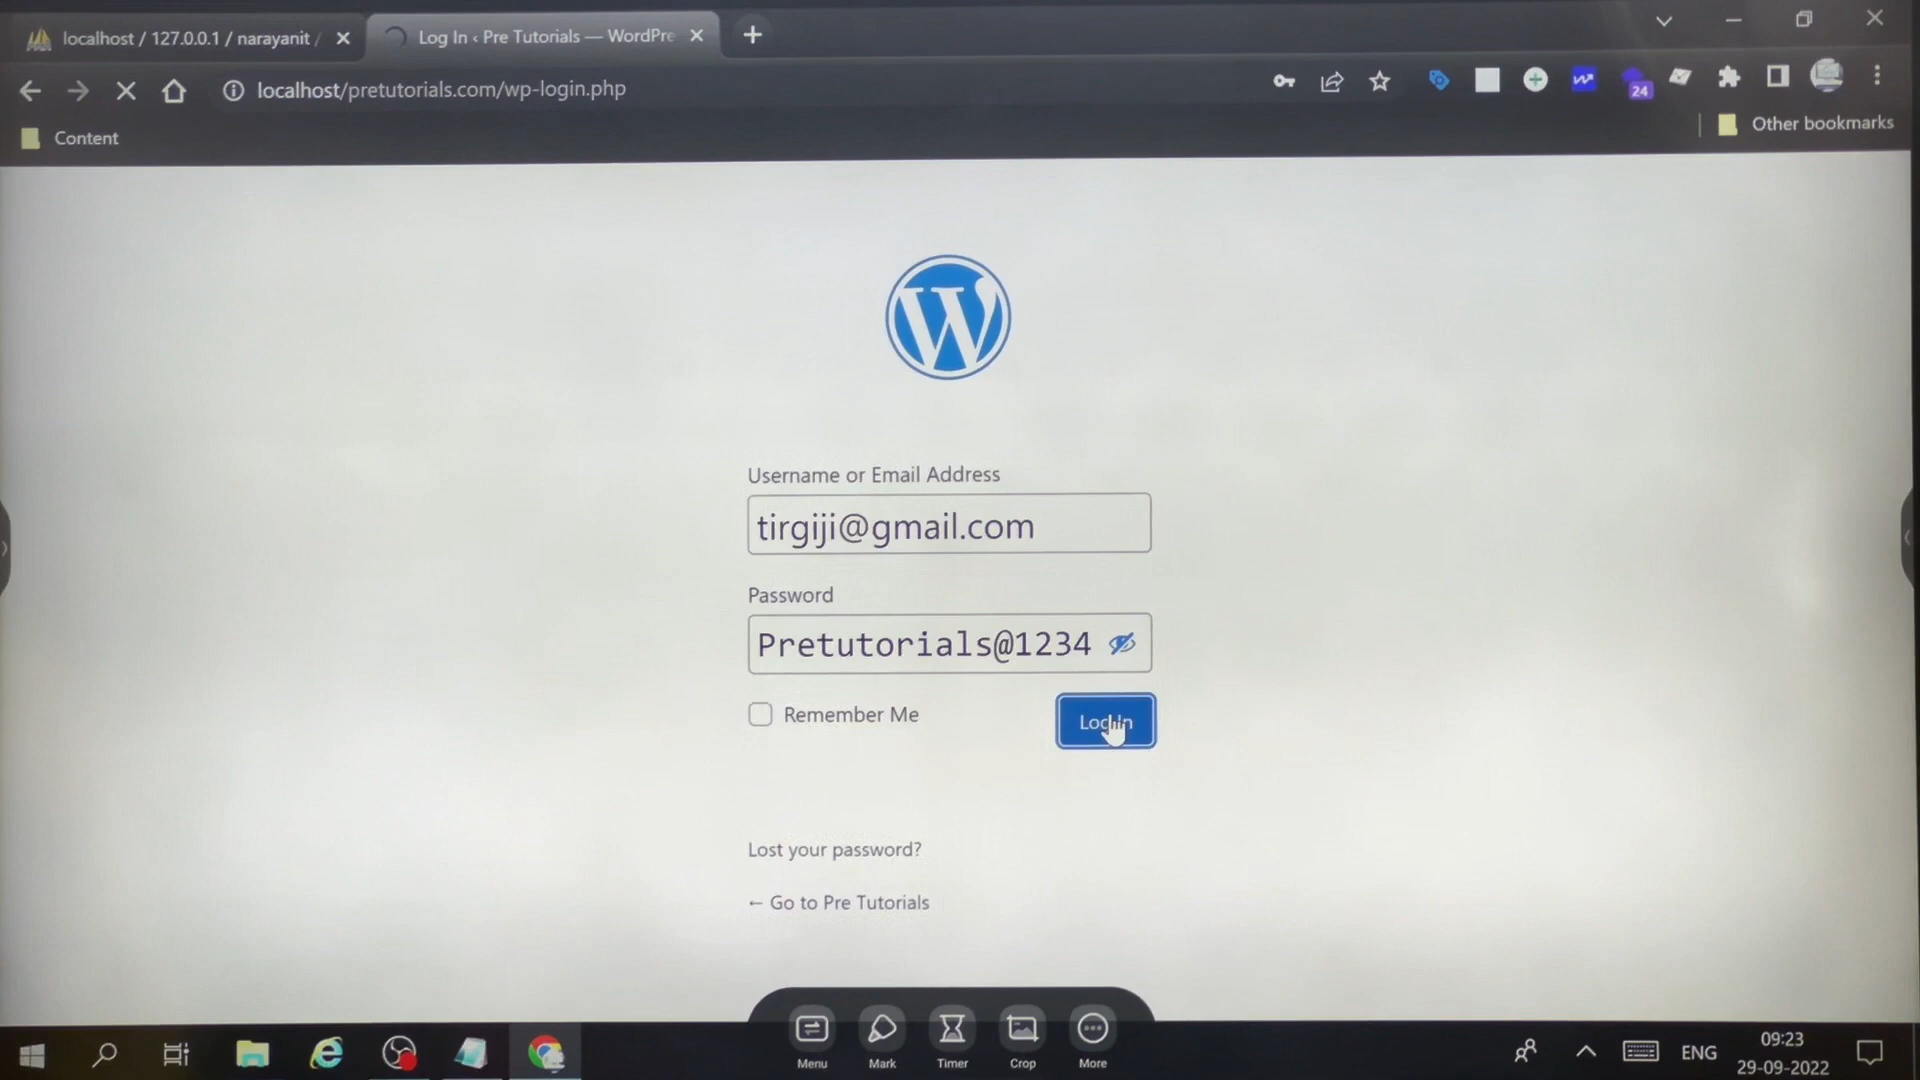 localhost / 127.0.0.1 / narayanit /
Log In ‹ Pre Tutorials — WordPre
localhost/pretutorials.com/wp-login.php
24
Content
Other bookmarks
Username or Email Address
tirgiji@gmail.com
Password
Pretutorials@1234
Remember Me
Log In
Lost your password?
← Go to Pre Tutorials
Menu
Mark
Timer
Crop
More
ENG
09:23
29-09-2022